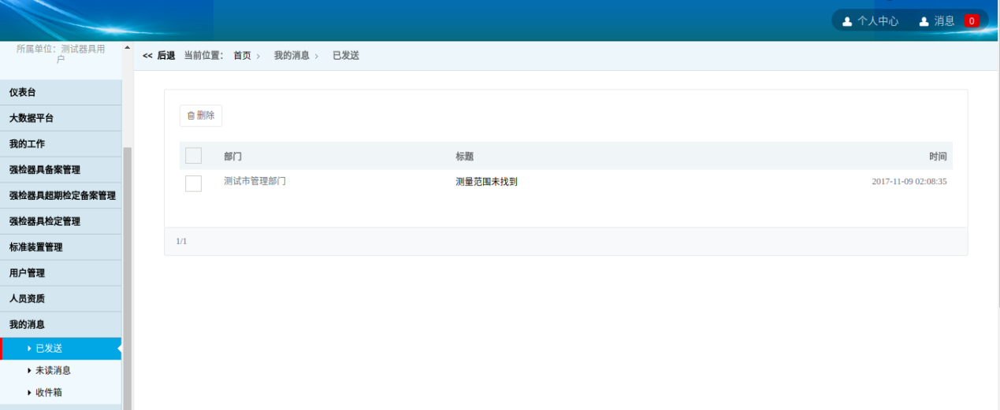 个人中心
消息 0
所属单位：测试器具用
户
<< 后退 当前位置： 首页 > 我的消息 > 已发送
仪表台
大数据平台
我的工作
强检器具备案管理
强检器具超期检定备案管理
强检器具检定管理
标准装置管理
用户管理
人员资质
我的消息
已发送
未读消息
收件箱
删除
部门 标题 时间
测试市管理部门 测量范围未找到 2017-11-09 02:08:35
1/1